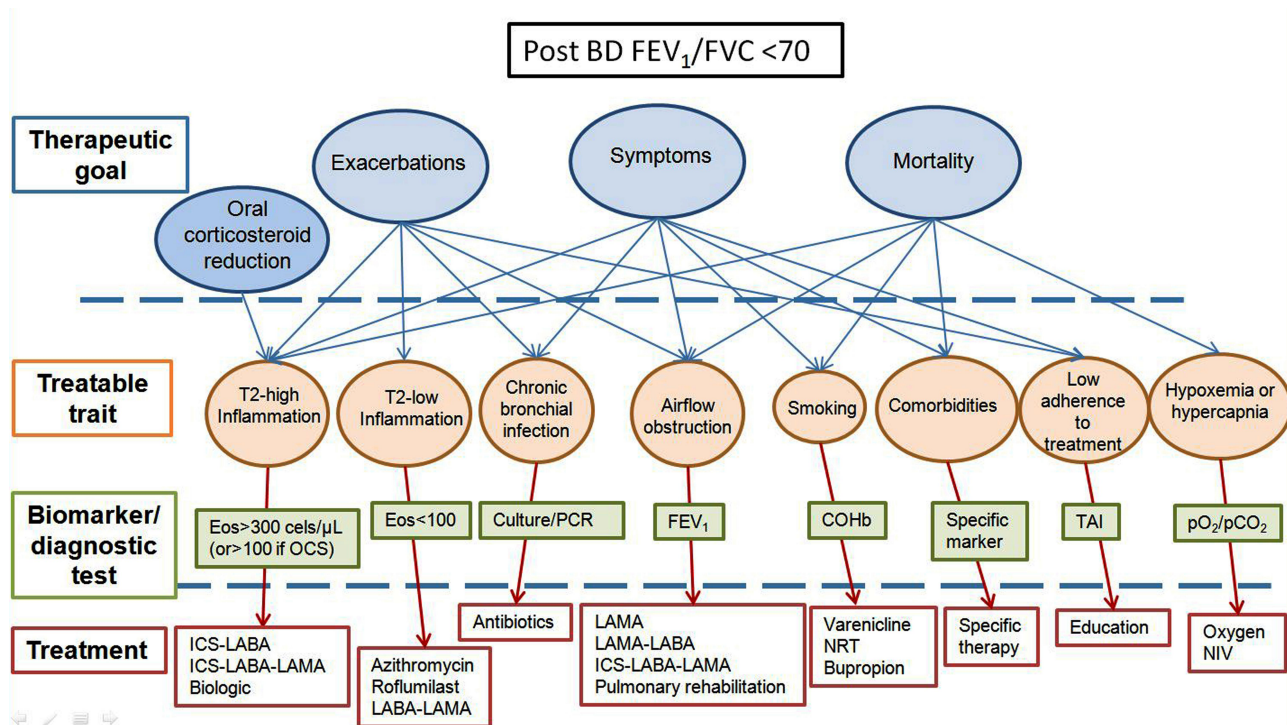 Post BD FEV₁/FVC <70
Therapeutic
goal
Exacerbations
Symptoms
Mortality
Oral
corticosteroid
reduction
Treatable
trait
T2-high
Inflammation
T2-low
Inflammation
Chronic
bronchial
infection
Airflow
obstruction
Smoking
Comorbidities
Low
adherence
to
treatment
Hypoxemia or
hypercapnia
Biomarker/
diagnostic
test
Eos>300 cels/µL
(or>100 if OCS)
Eos<100
Culture/PCR
FEV₁
COHb
Specific
marker
TAI
pO₂/pCO₂
Treatment
ICS-LABA
ICS-LABA-LAMA
Biologic
Azithromycin
Roflumilast
LABA-LAMA
Antibiotics
LAMA
LAMA-LABA
ICS-LABA-LAMA
Pulmonary rehabilitation
Varenicline
NRT
Bupropion
Specific
therapy
Education
Oxygen
NIV